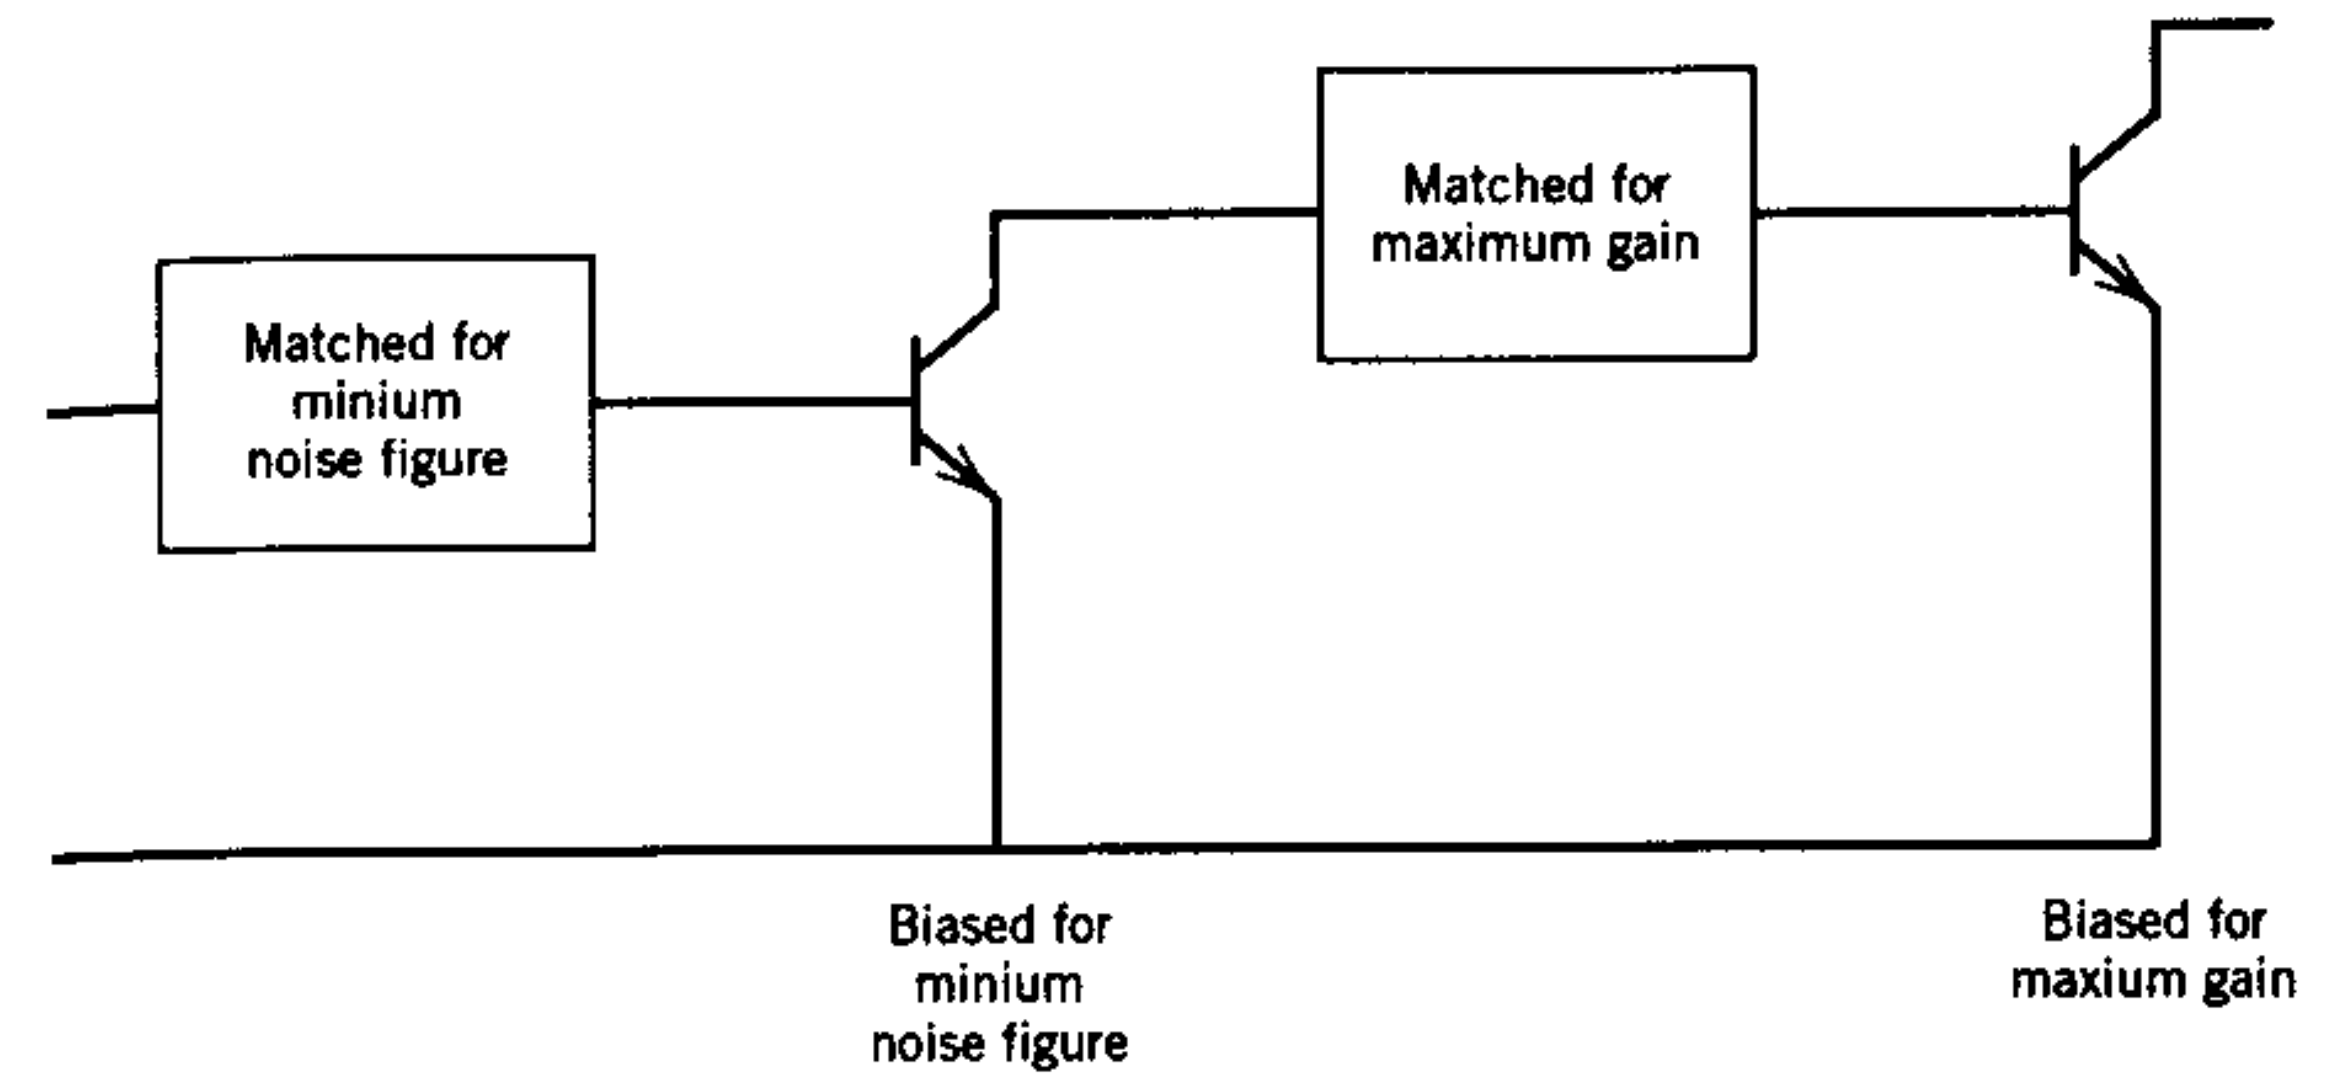 Matched for
minium
noise figure
Matched for
maximum gain
Biased for
minium
noise figure
Biased for
maxium gain